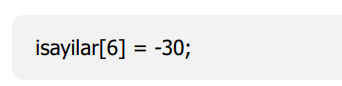 isayilar[6] = -30;